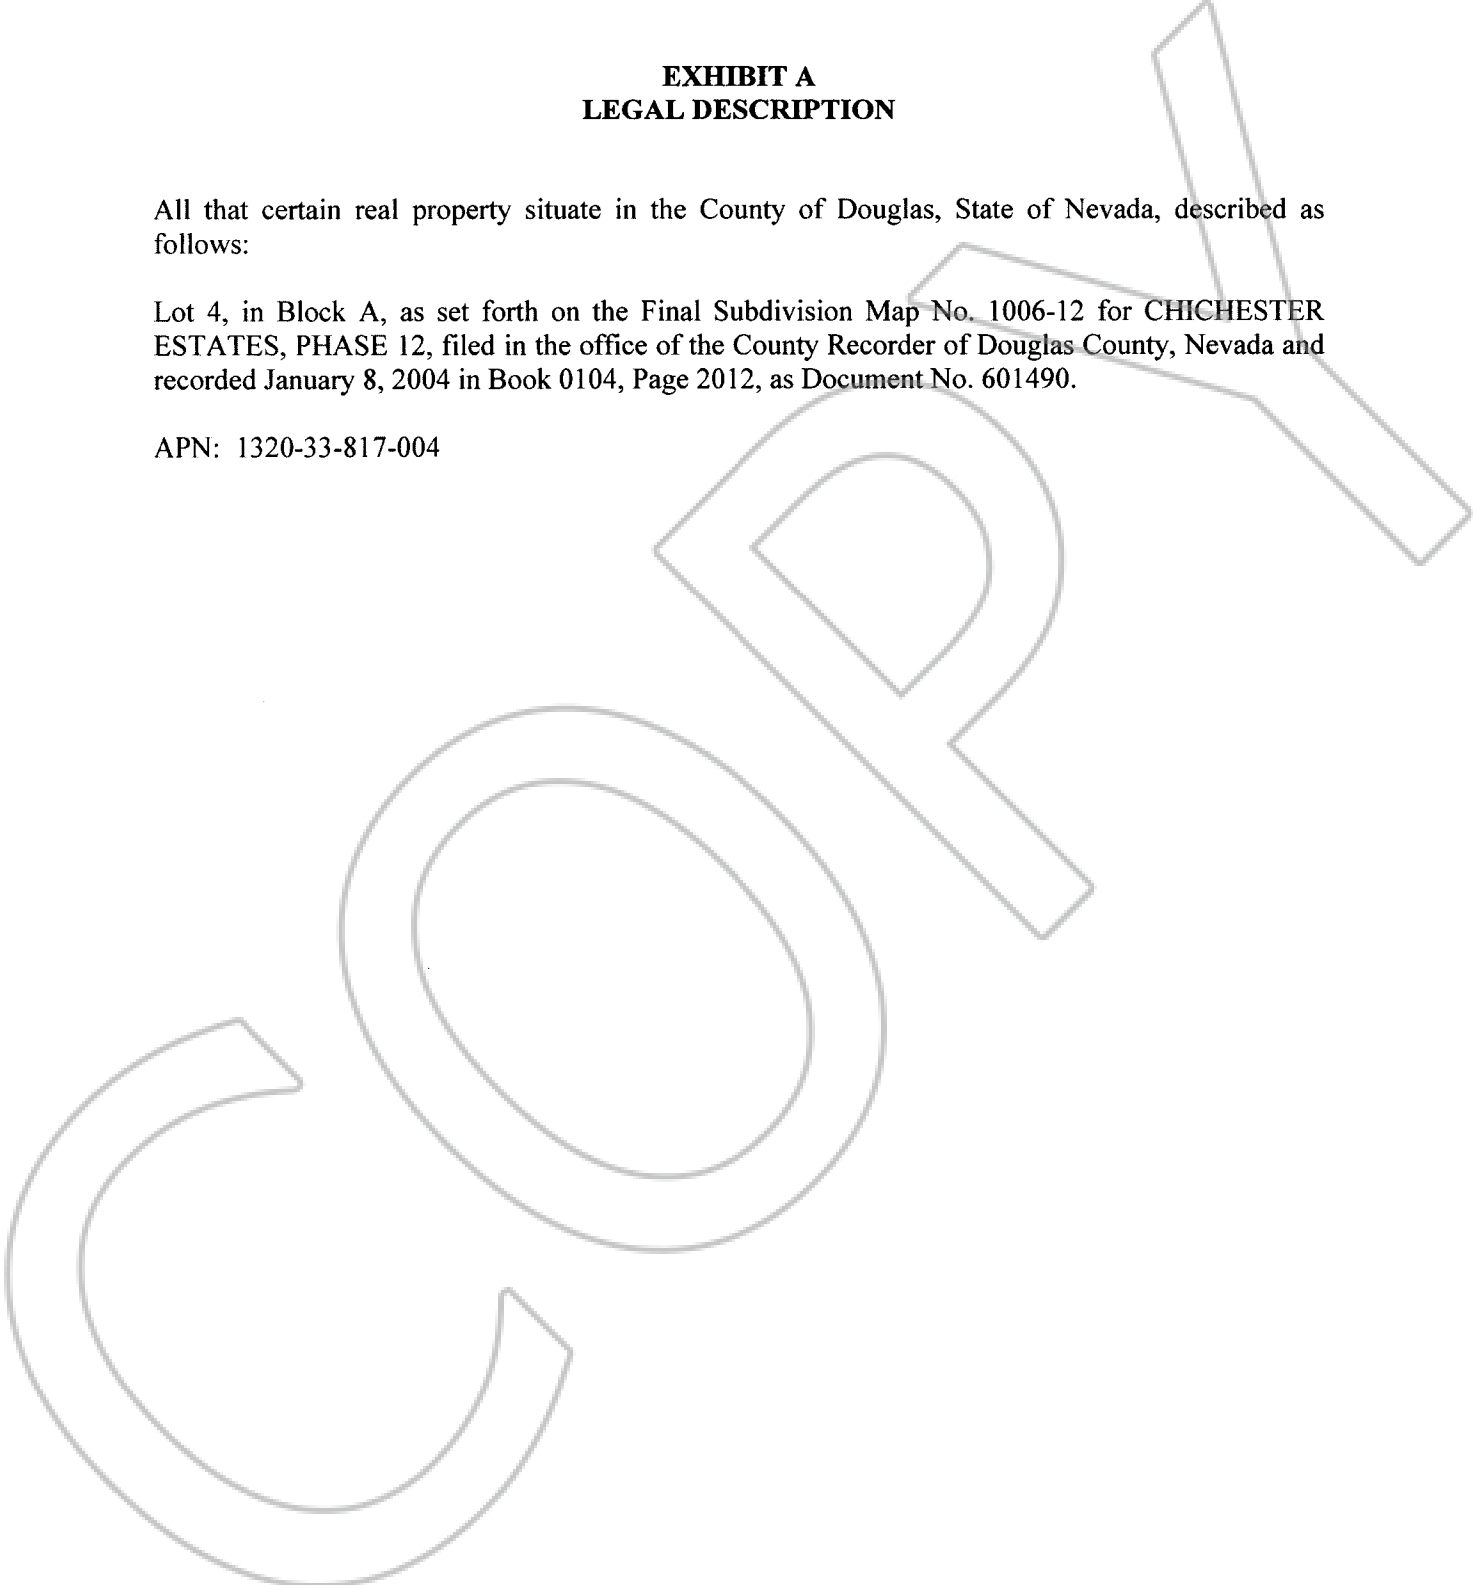 EXHIBIT A
LEGAL DESCRIPTION
All that certain real property situate in the County of Douglas, State of Nevada, described as
follows:
Lot 4, in Block A, as set forth on the Final Subdivision Map No. 1006-12 for CHICHESTER
ESTATES, PHASE 12, filed in the office of the County Recorder of Douglas County, Nevada and
recorded January 8, 2004 in Book 0104, Page 2012, as Document No. 601490.
APN: 1320-33-817-004
COPY